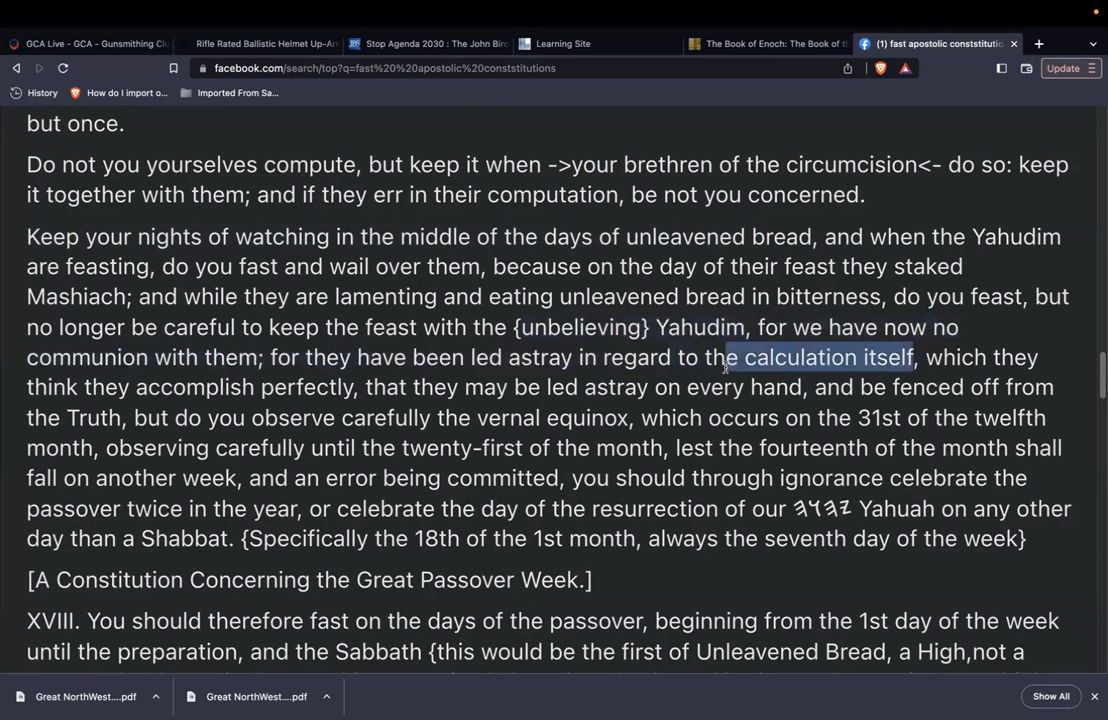 GCA Live - GCA - Gunsmithing Clu
Rifle Rated Ballistic Helmet Up-Arm
Stop Agenda 2030 : The John Birc
Learning Site
The Book of Enoch: The Book of th
(1) fast apostolic conststitutio
facebook.com/search/top?q=fast%20%20apostolic%20conststitutions
Update
History
How do I import o...
Imported From Sa...
but once.
Do not you yourselves compute, but keep it when ->your brethren of the circumcision<- do so: keep
it together with them; and if they err in their computation, be not you concerned.
Keep your nights of watching in the middle of the days of unleavened bread, and when the Yahudim
are feasting, do you fast and wail over them, because on the day of their feast they staked
Mashiach; and while they are lamenting and eating unleavened bread in bitterness, do you feast, but
no longer be careful to keep the feast with the {unbelieving} Yahudim, for we have now no
communion with them; for they have been led astray in regard to the calculation itself, which they
think they accomplish perfectly, that they may be led astray on every hand, and be fenced off from
the Truth, but do you observe carefully the vernal equinox, which occurs on the 31st of the twelfth
month, observing carefully until the twenty-first of the month, lest the fourteenth of the month shall
fall on another week, and an error being committed, you should through ignorance celebrate the
passover twice in the year, or celebrate the day of the resurrection of our 𐤄𐤅𐤄𐤉 Yahuah on any other
day than a Shabbat. {Specifically the 18th of the 1st month, always the seventh day of the week}
[A Constitution Concerning the Great Passover Week.]
XVIII. You should therefore fast on the days of the passover, beginning from the 1st day of the week
until the preparation, and the Sabbath {this would be the first of Unleavened Bread, a High,not a
Great NorthWest....pdf
Great NorthWest....pdf
Show All